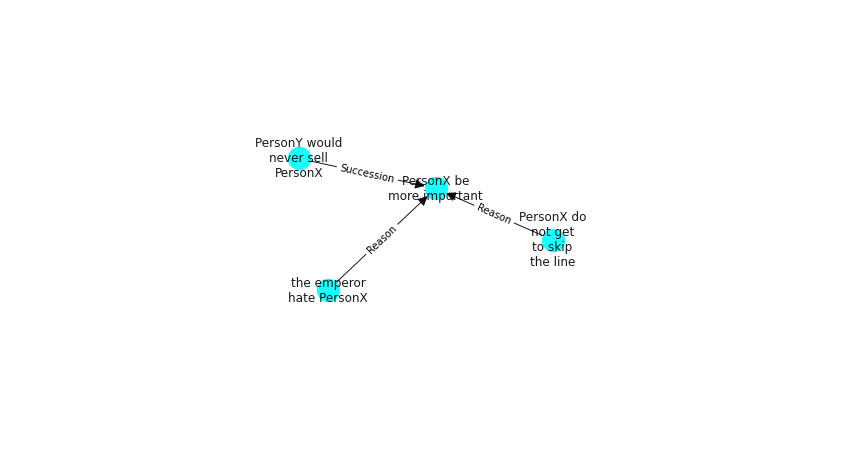 PersonY would
never sell
PersonX
Succession
PersonX be
more important
Reason
PersonX do
not get
to skip
the line
Reason
the emperor
hate PersonX